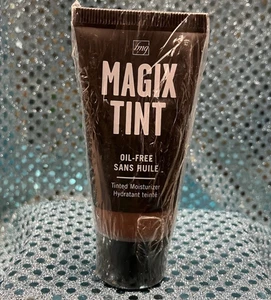 fmg
MAGIX
TINT
OIL-FREE
SANS HUILE
Tinted Moisturizer
Hydratant teinté